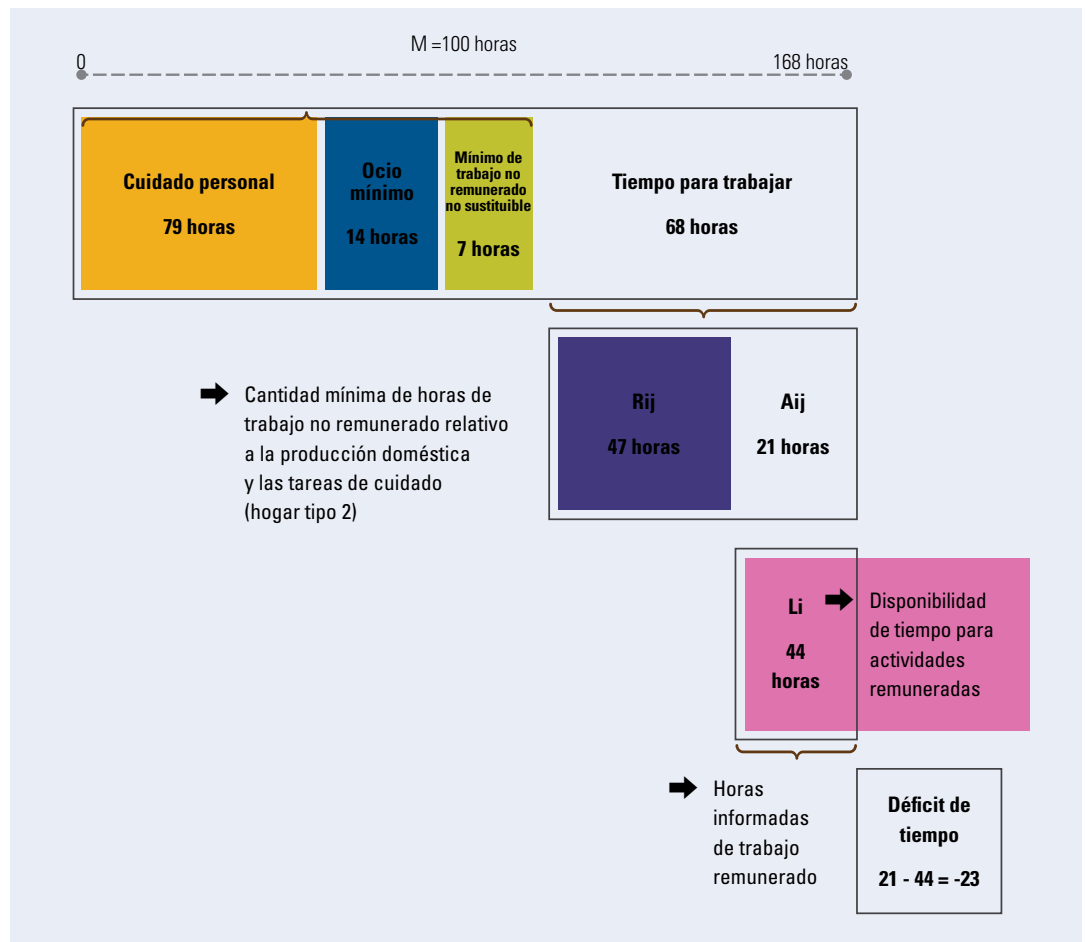 M =100 horas
0
168 horas
Cuidado personal
79 horas
Ocio
mínimo
14 horas
Mínimo de
trabajo no
remunerado
no sustituible
7 horas
Tiempo para trabajar
68 horas
Cantidad mínima de horas de
trabajo no remunerado relativo
a la producción doméstica
y las tareas de cuidado
(hogar tipo 2)
Rij
47 horas
Aij
21 horas
Li
44
horas
Disponibilidad
de tiempo para
actividades
remuneradas
Horas
informadas
de trabajo
remunerado
Déficit de
tiempo
21 - 44 = -23